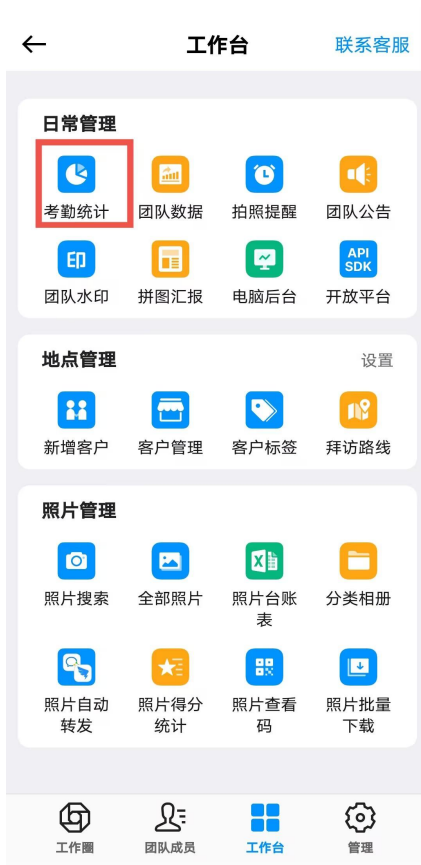 工作台
联系客服
日常管理
考勤统计
团队数据
拍照提醒
团队公告
API
SDK
团队水印
拼图汇报
电脑后台
开放平台
地点管理
设置
新增客户
客户管理
客户标签
拜访路线
照片管理
照片搜索
全部照片
照片台账
表
分类相册
照片自动
转发
照片得分
统计
照片查看
码
照片批量
下载
工作圈
团队成员
工作台
管理